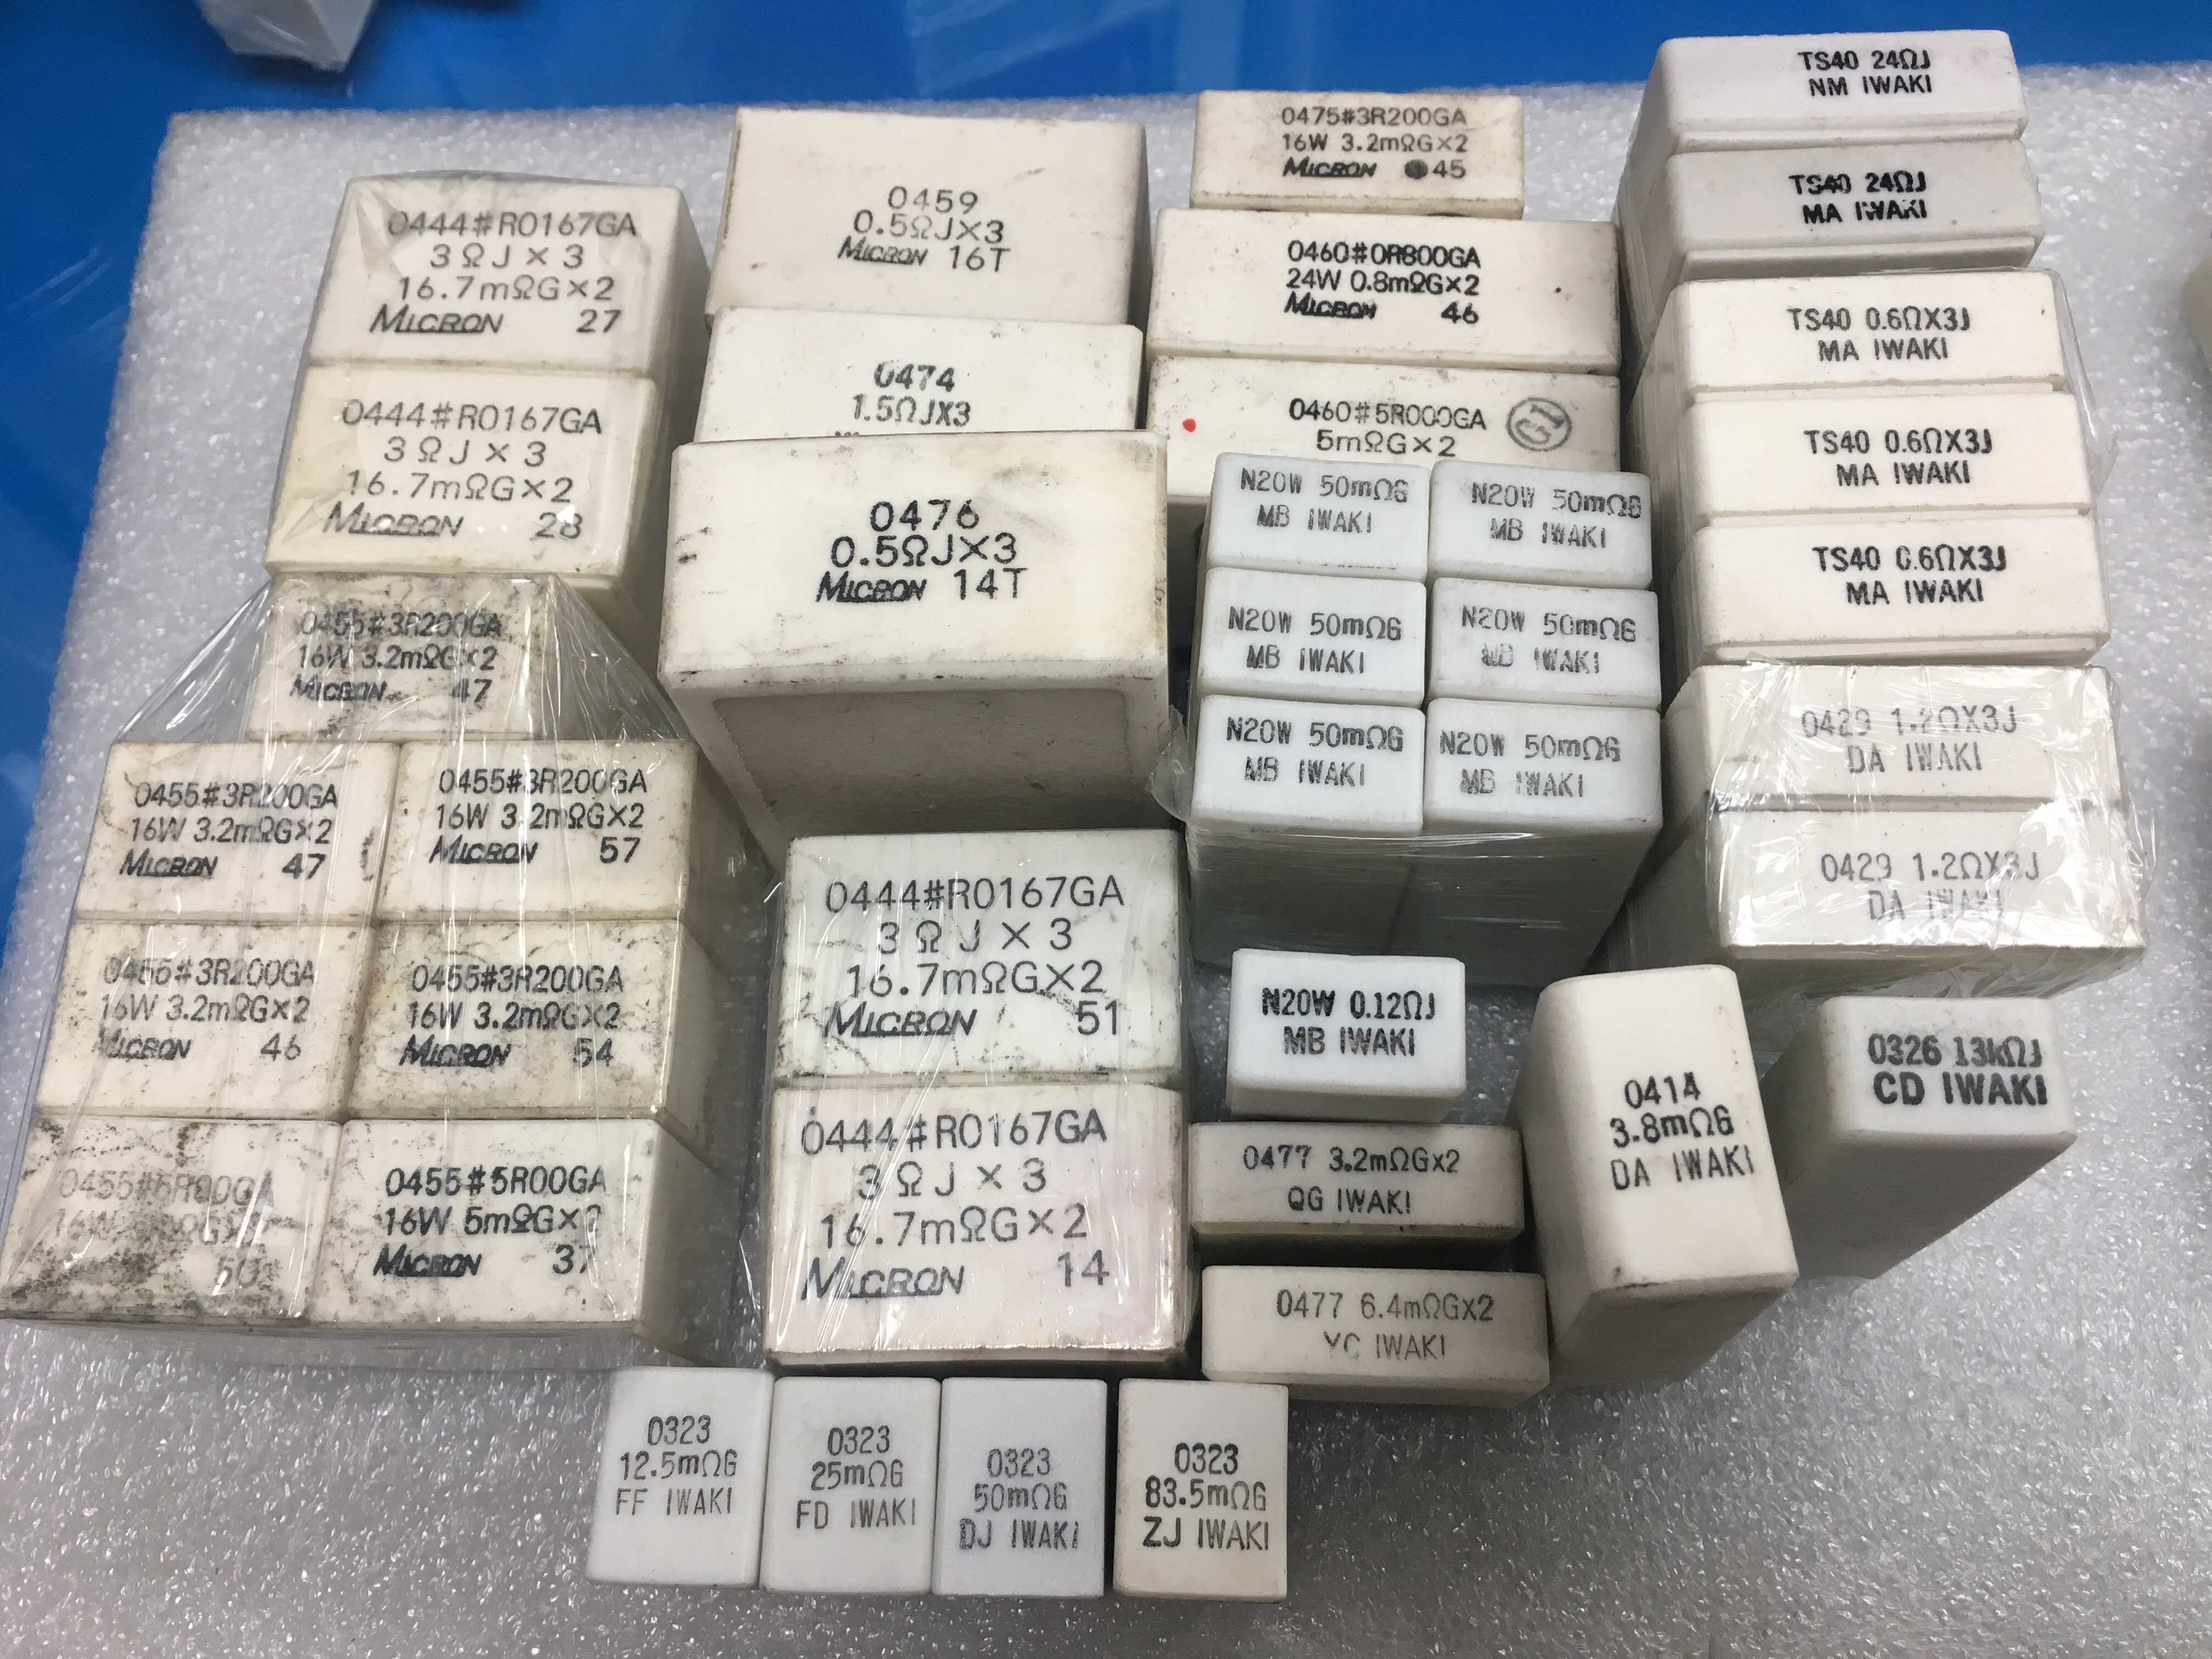 0444#R0167GA
3ΩJ×3
16.7mΩG×2
MICRON 27
0444#R0167GA
3ΩJ×3
16.7mΩG×2
MICRON 28
0455#3R200GA
16W 3.2mΩG×2
MICRON 47
0455#3R200GA
16W 3.2mΩG×2
MICRON 47
0455#3R200GA
16W 3.2mΩG×2
MICRON 57
0455#3R200GA
16W 3.2mΩG×2
MICRON 46
0455#3R200GA
16W 3.2mΩG×2
MICRON 54
0455#5R00GA
16W
50
0455#5R00GA
16W 5mΩG×2
MICRON 37
0459
0.5ΩJ×3
MICRON 16T
0474
1.5ΩJX3
0476
0.5ΩJ×3
MICRON 14T
0444#R0167GA
3ΩJ×3
16.7mΩG×2
MICRON 51
0444#R0167GA
3ΩJ×3
16.7mΩG×2
MICRON 14
0475#3R200GA
16W 3.2mΩG×2
MICRON 45
0460#0R800GA
24W 0.8mΩG×2
MICRON 46
0460#5R000GA
5mΩG×2
N20W 50mΩG
MB IWAKI
N20W 50mΩG
MB IWAKI
N20W 50mΩG
MB IWAKI
N20W 50mΩG
MB IWAKI
N20W 50mΩG
MB IWAKI
N20W 50mΩG
MB IWAKI
N20W 0.12ΩJ
MB IWAKI
0477 3.2mΩGx2
QG IWAKI
0477 6.4mΩGX2
YC IWAKI
TS40 24ΩJ
NM IWAKI
TS40 24ΩJ
MA IWAKI
TS40 0.6ΩX3J
MA IWAKI
TS40 0.6ΩX3J
MA IWAKI
TS40 0.6ΩX3J
MA IWAKI
0429 1.2ΩX3J
DA IWAKI
0429 1.2ΩX3J
DA IWAKI
0414
3.8mΩG
DA IWAKI
0326 13kΩJ
CD IWAKI
0323
12.5mΩG
FF IWAKI
0323
25mΩG
FD IWAKI
0323
50mΩG
DJ IWAKI
0323
83.5mΩG
ZJ IWAKI